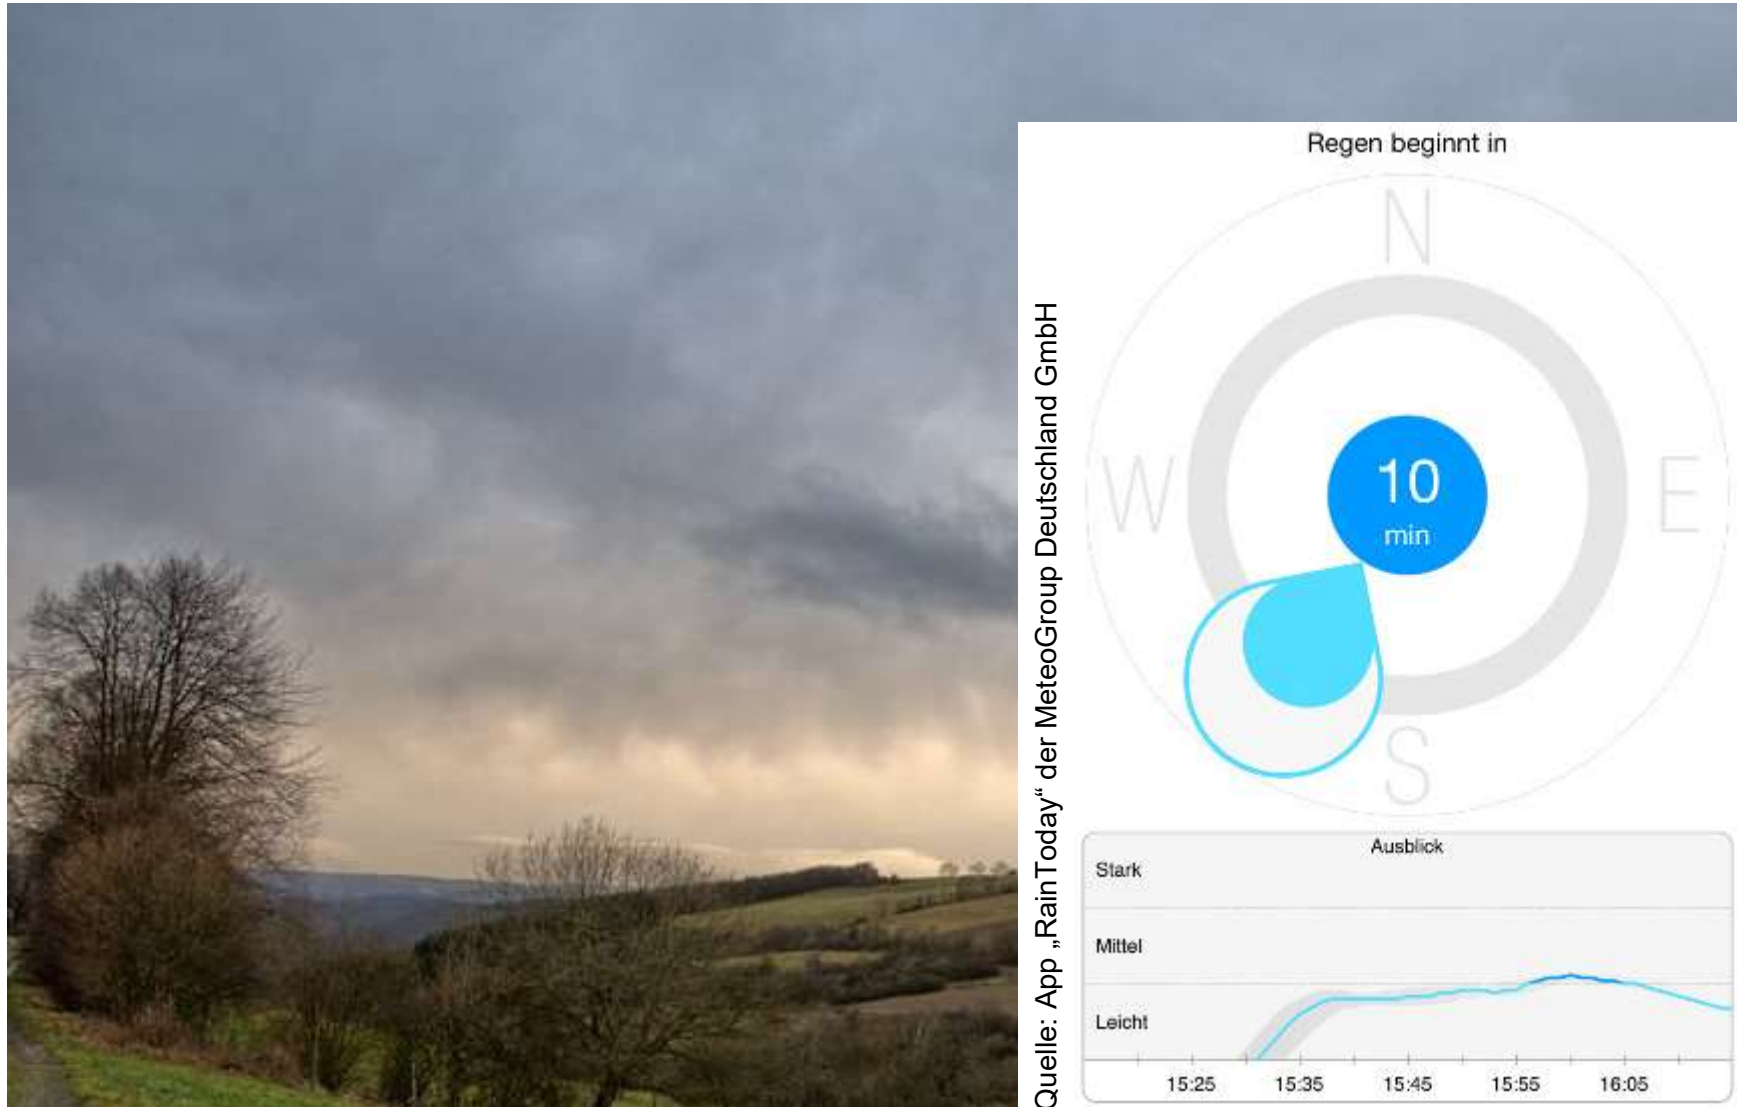 Regen beginnt in
N
W
E
S
10
min
Quelle: App „RainToday“ der MeteoGroup Deutschland GmbH
Ausblick
Stark
Mittel
Leicht
15:25 15:35 15:45 15:55 16:05